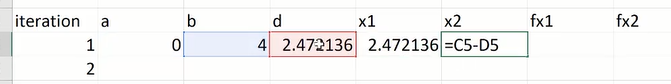 iteration a b d x1 x2 fx1 fx2
1 0 4 2.472136 2.472136 =C5-D5
2